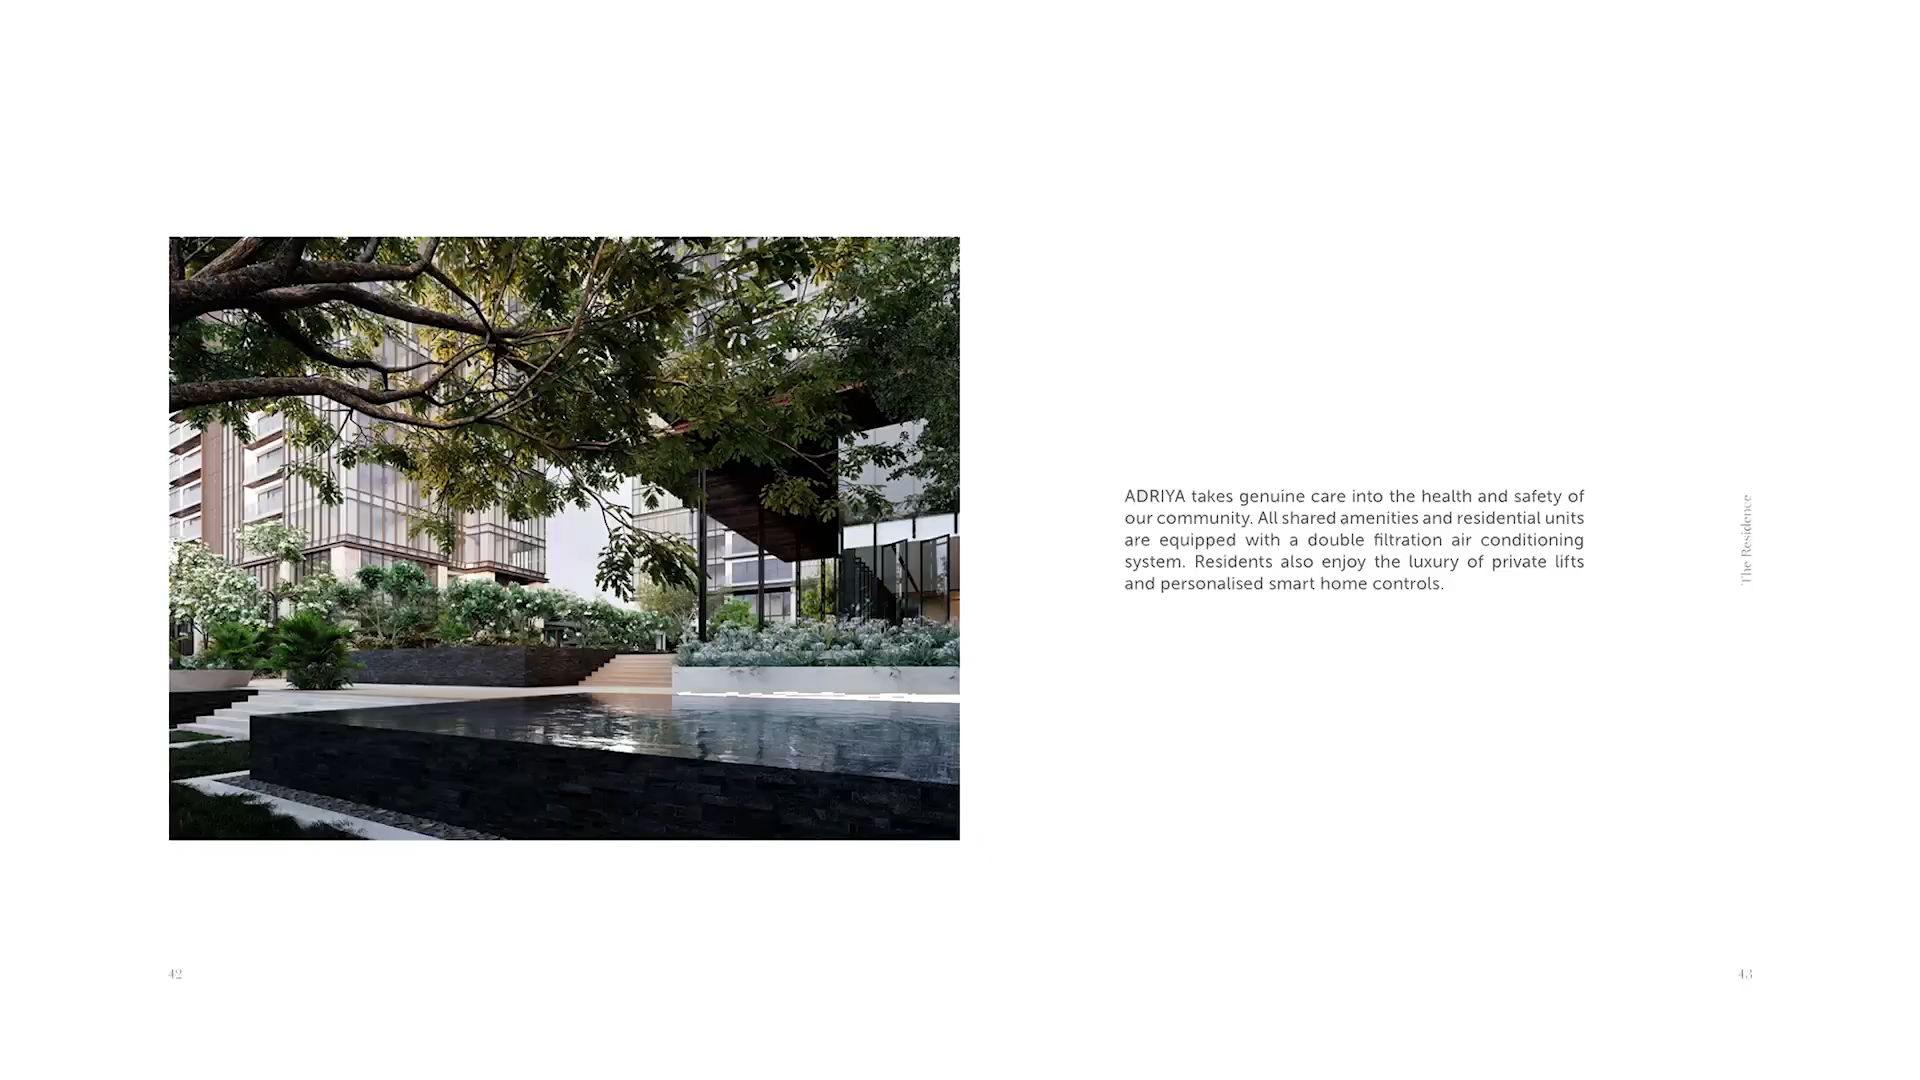 ADRIYA takes genuine care into the health and safety of
our community. All shared amenities and residential units
are equipped with a double filtration air conditioning
system. Residents also enjoy the luxury of private lifts
and personalised smart home controls.
The Residence
42
43